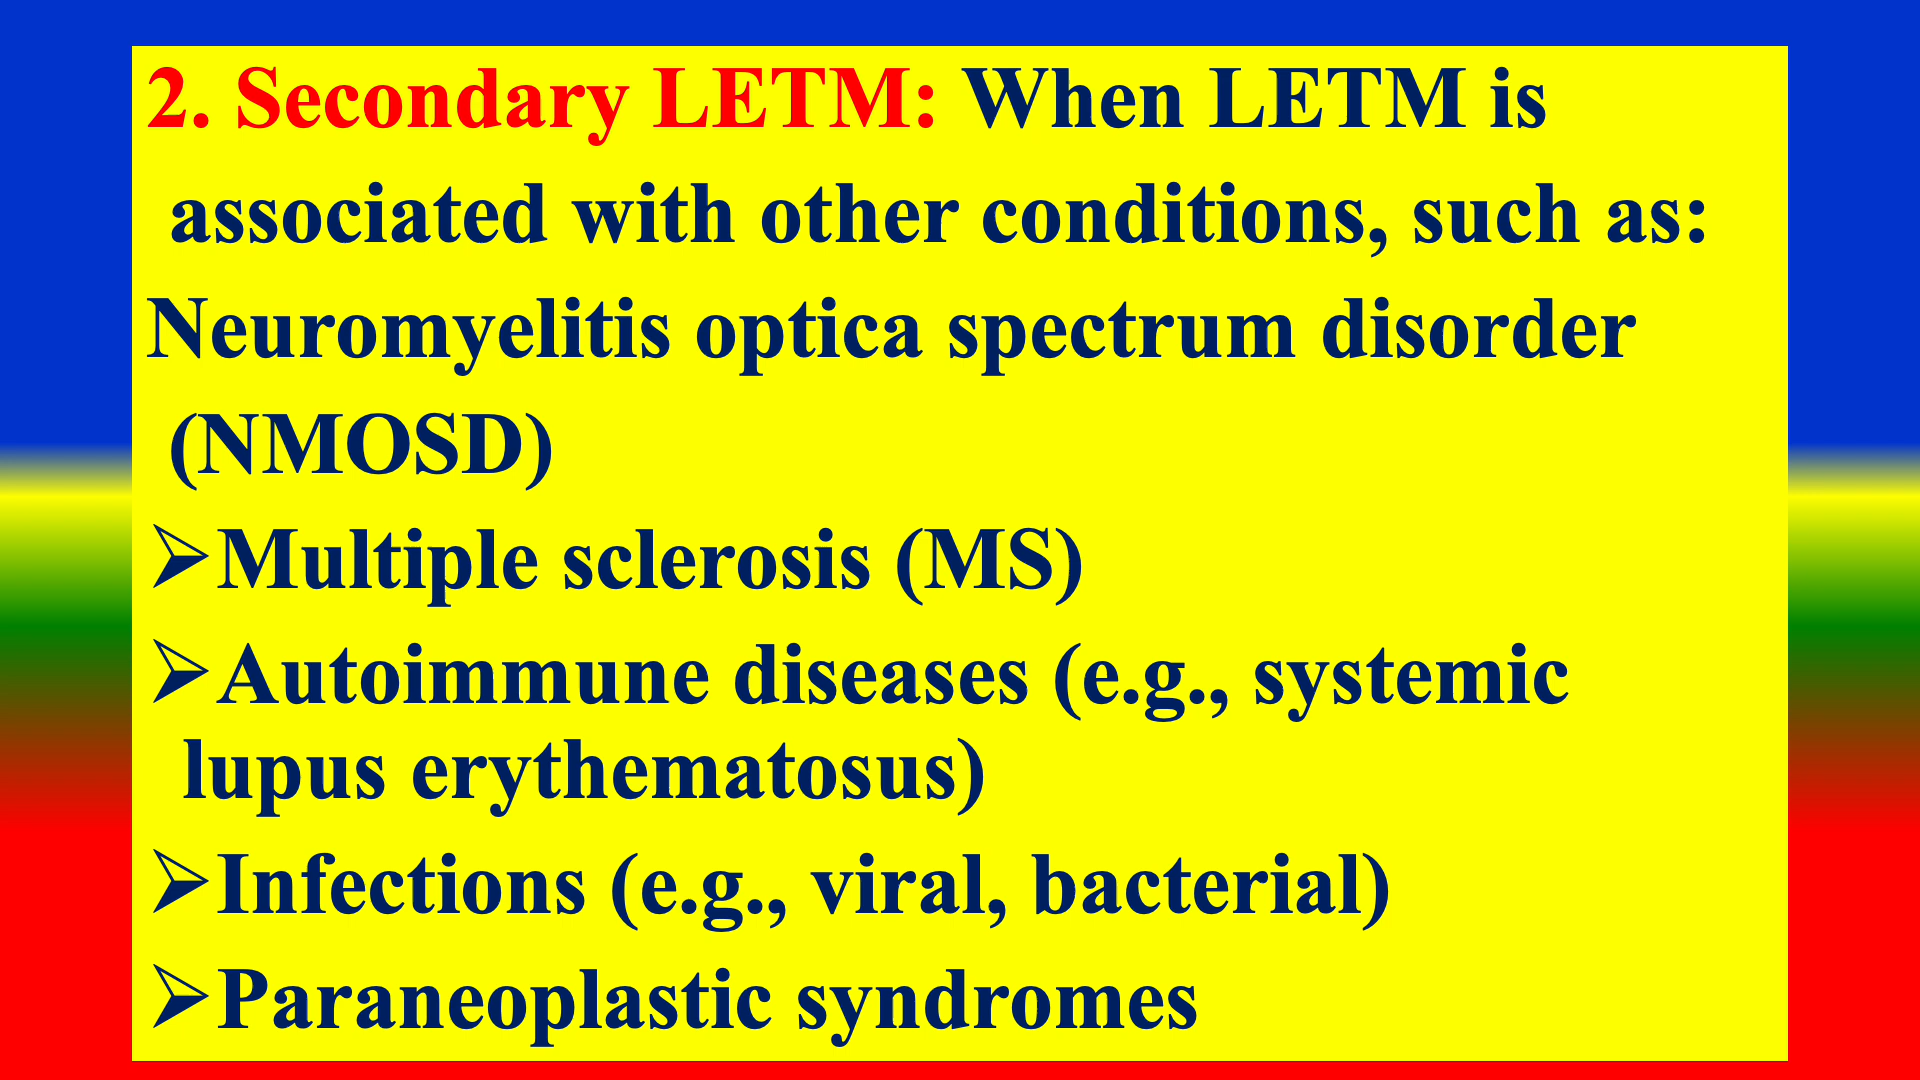 2. Secondary LETM: When LETM is
associated with other conditions, such as:
Neuromyelitis optica spectrum disorder
(NMOSD)
➢Multiple sclerosis (MS)
➢Autoimmune diseases (e.g., systemic
lupus erythematosus)
➢Infections (e.g., viral, bacterial)
➢Paraneoplastic syndromes